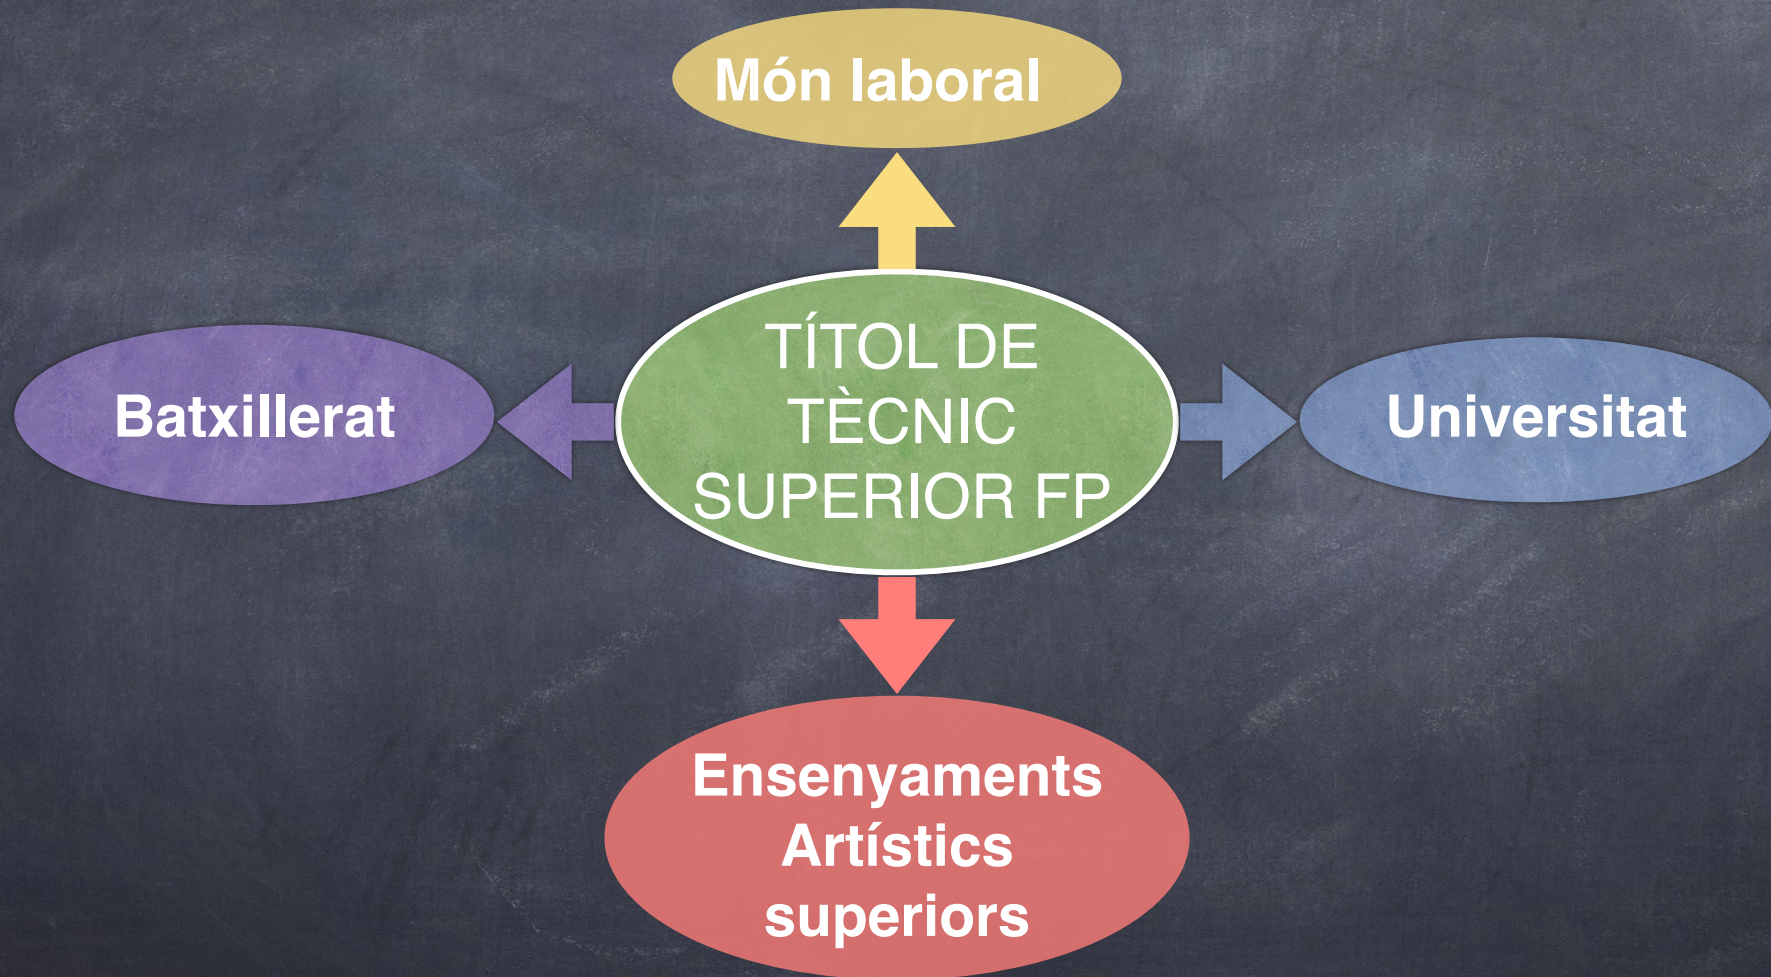 Món laboral
TÍTOL DE
TÈCNIC
SUPERIOR FP
Batxillerat
Universitat
Ensenyaments
Artístics
superiors